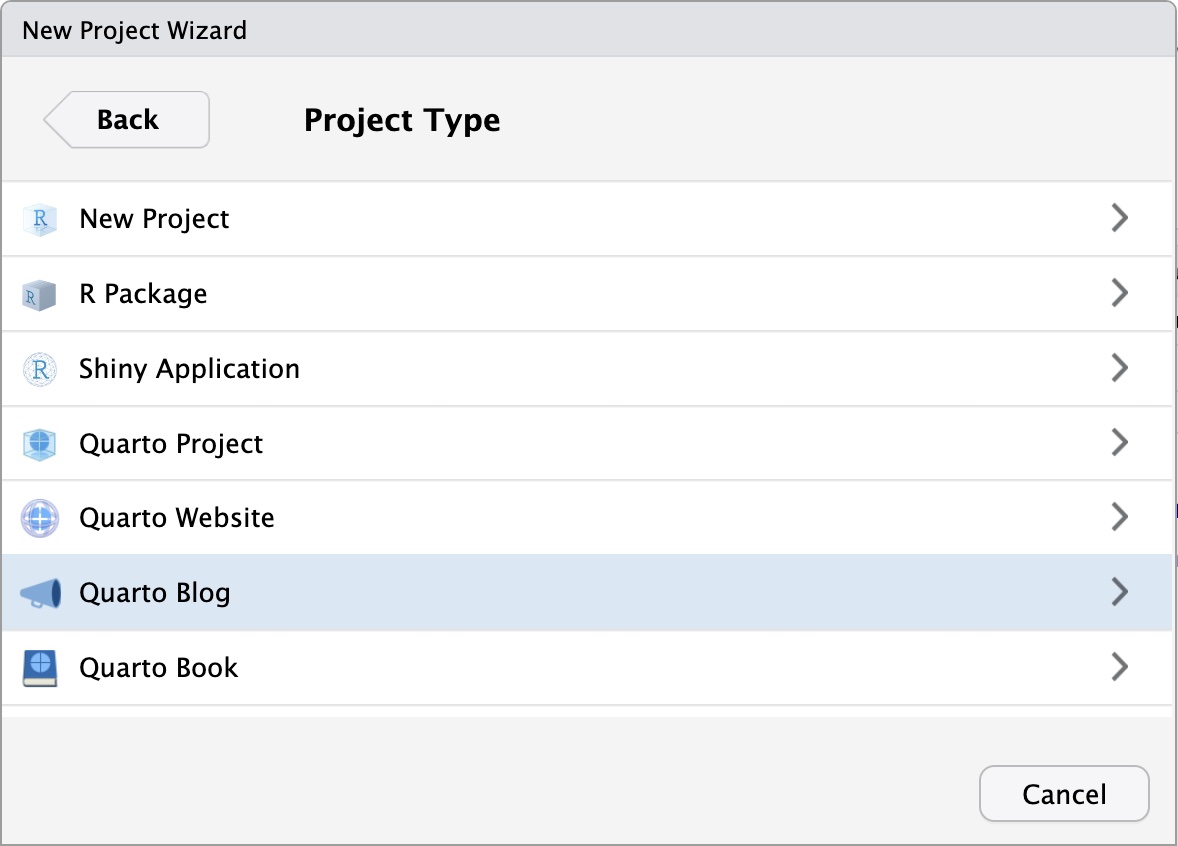 New Project Wizard
Back
Project Type
R New Project
R R Package
R Shiny Application
Quarto Project
Quarto Website
Quarto Blog
Quarto Book
Cancel